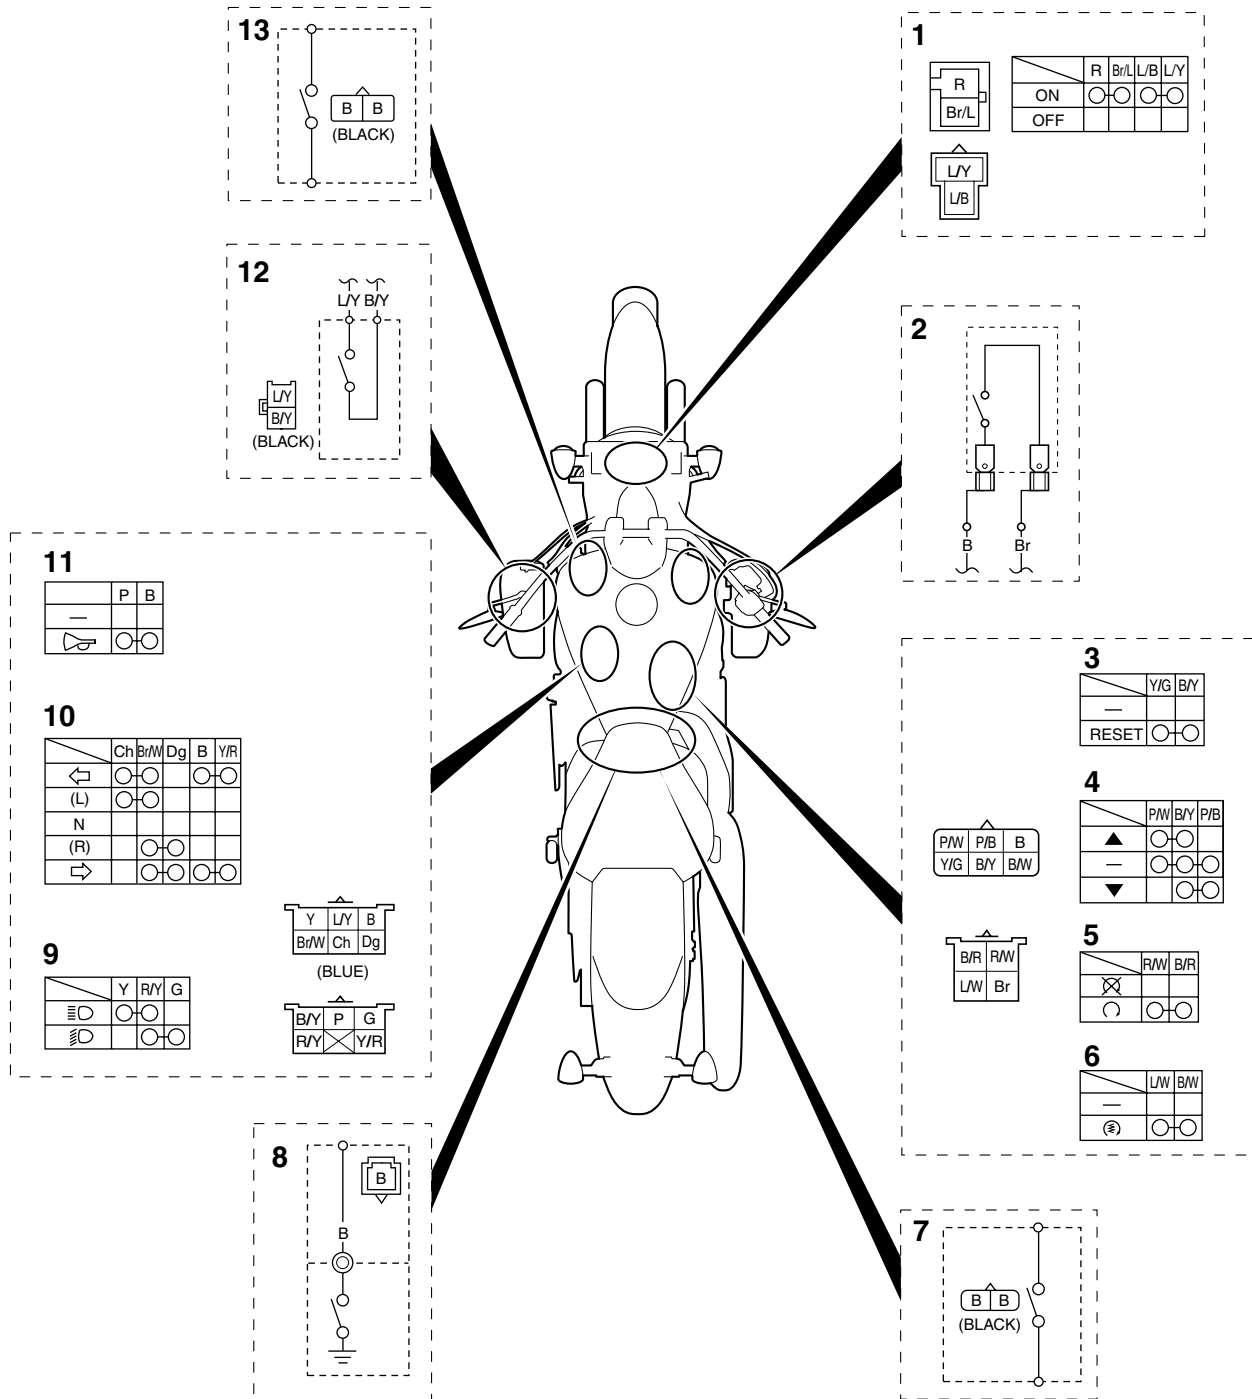 13
B B
(BLACK)
1
R
Br/L
L/Y
L/B
R Br/L L/B L/Y
ON
OFF
12
L/Y B/Y
L/Y
B/Y
(BLACK)
2
B Br
11
P B
—
10
Ch Br/W Dg B Y/R
(L)
N
(R)
Y L/Y B
Br/W Ch Dg
(BLUE)
9
Y R/Y G
B/Y P G
R/Y Y/R
3
Y/G B/Y
—
RESET
4
P/W B/Y P/B
▲
—
▼
P/W P/B B
Y/G B/Y B/W
5
R/W B/R
B/R R/W
L/W Br
6
L/W B/W
—
8
B
B
7
B B
(BLACK)